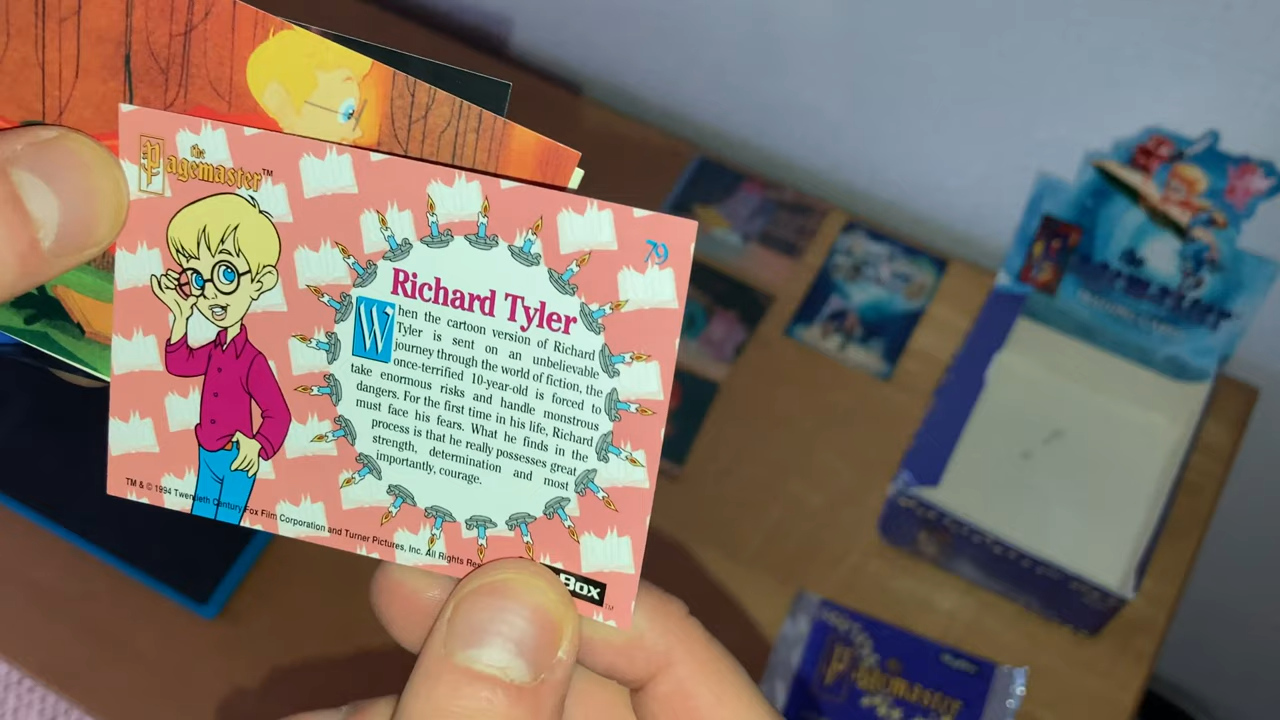 the
Pagemaster™
79
Richard Tyler
When the cartoon version of Richard
Tyler is sent on an unbelievable
journey through the world of fiction, the
once-terrified 10-year-old is forced to
take enormous risks and handle monstrous
dangers. For the first time in his life, Richard
must face his fears. What he finds in the
process is that he really possesses great
strength, determination and most
importantly, courage.
TM & © 1994 Twentieth Century Fox Film Corporation and Turner Pictures, Inc. All Rights
Box
TM
the
Pagemaster